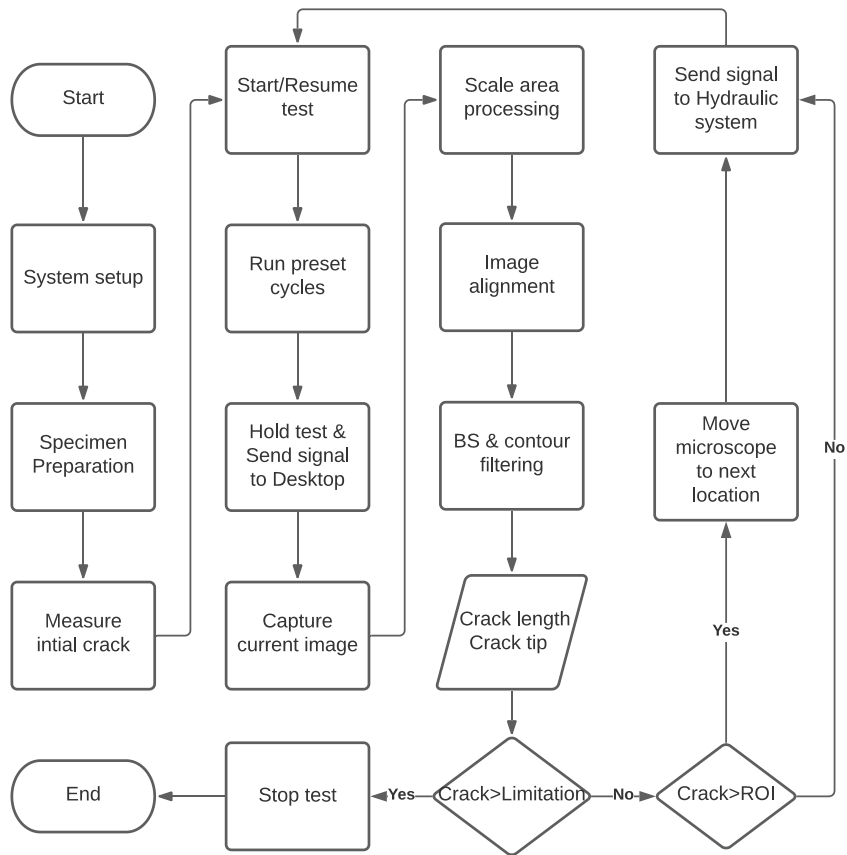 Start
System setup
Specimen
Preparation
Measure
intial crack
Start/Resume
test
Run preset
cycles
Hold test &
Send signal
to Desktop
Capture
current image
Scale area
processing
Image
alignment
BS & contour
filtering
Crack length
Crack tip
Crack>Limitation
Yes
Stop test
End
No
Crack>ROI
Yes
Move
microscope
to next
location
No
Send signal
to Hydraulic
system